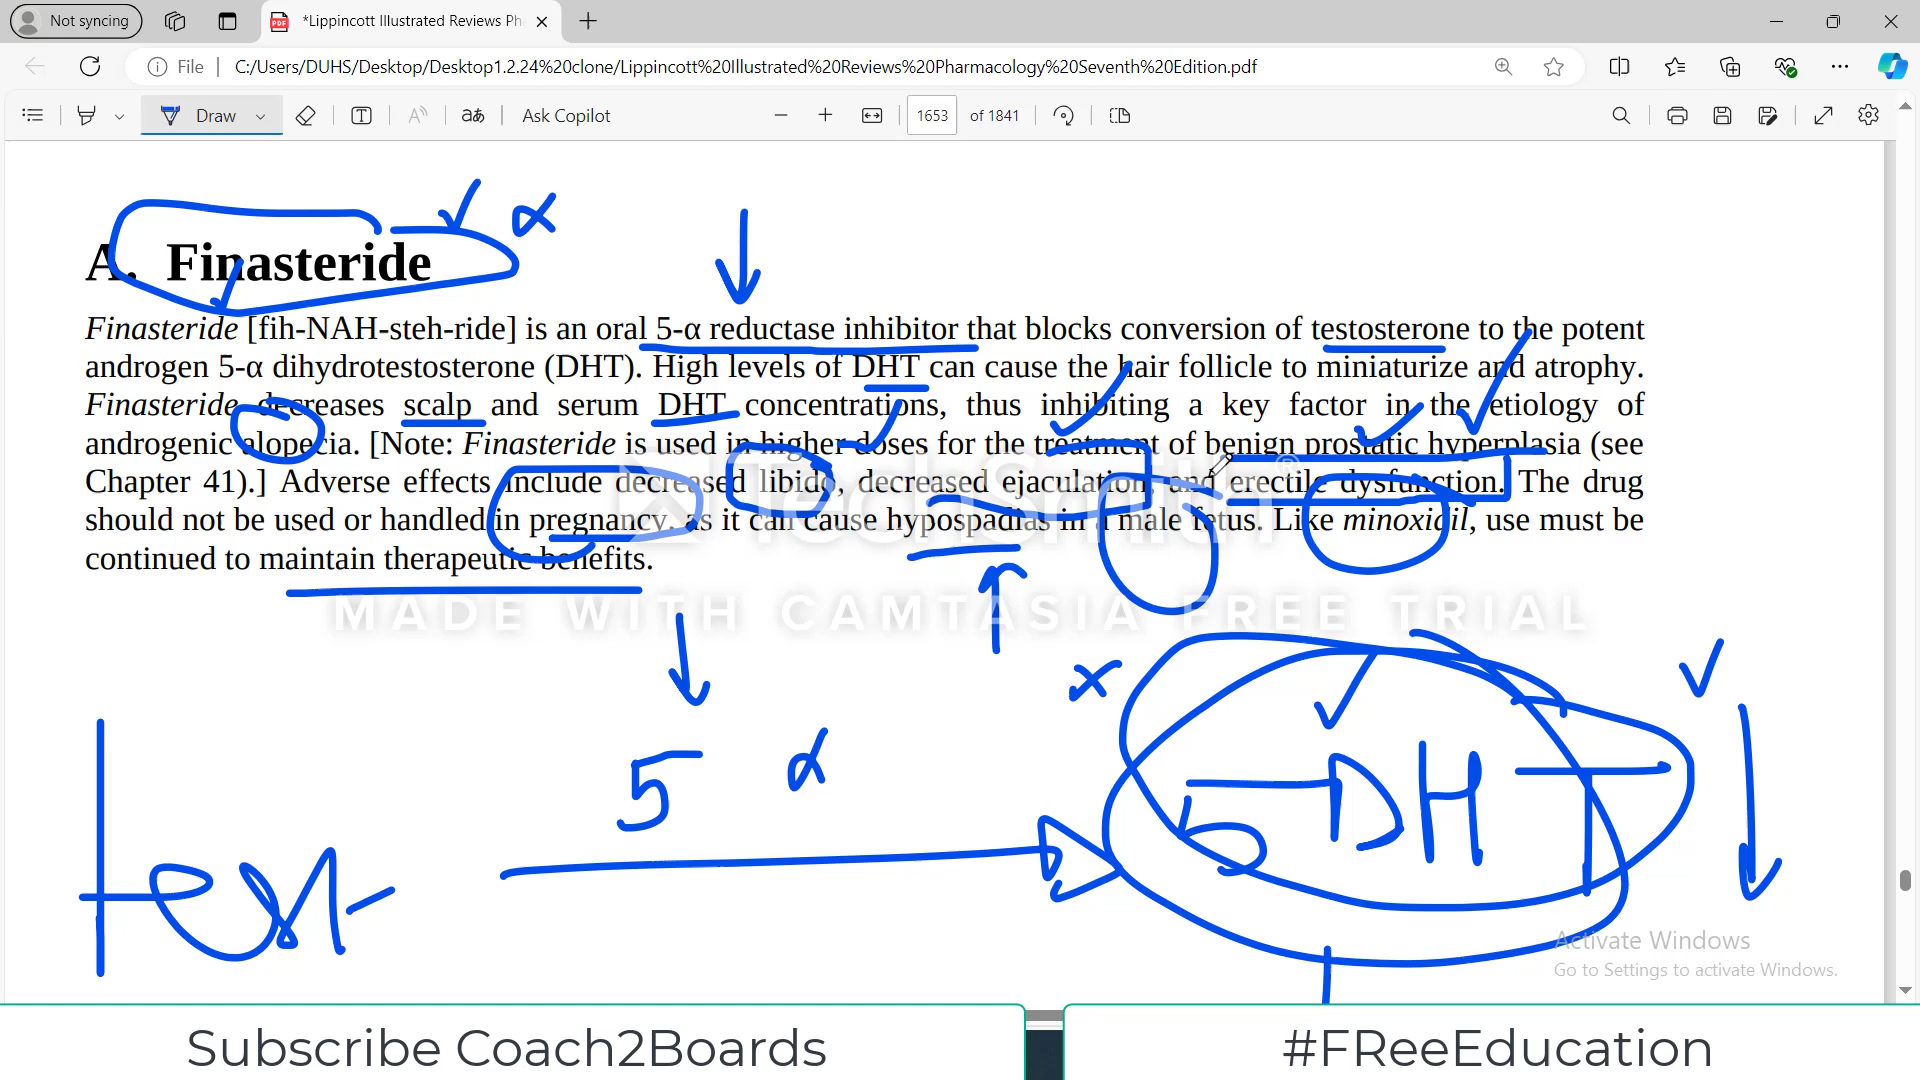 Not syncing
*Lippincott Illustrated Reviews Ph
File
C:/Users/DUHS/Desktop/Desktop1.2.24%20clone/Lippincott%20Illustrated%20Reviews%20Pharmacology%20Seventh%20Edition.pdf
Draw
Ask Copilot
1653 of 1841
A. Finasteride
Finasteride [fih-NAH-steh-ride] is an oral 5-α reductase inhibitor that blocks conversion of testosterone to the potent
androgen 5-α dihydrotestosterone (DHT). High levels of DHT can cause the hair follicle to miniaturize and atrophy.
Finasteride decreases scalp and serum DHT concentrations, thus inhibiting a key factor in the etiology of
androgenic alopecia. [Note: Finasteride is used in higher doses for the treatment of benign prostatic hyperplasia (see
Chapter 41).] Adverse effects include decreased libido, decreased ejaculation, and erectile dysfunction. The drug
should not be used or handled in pregnancy, as it can cause hypospadias in a male fetus. Like minoxidil, use must be
continued to maintain therapeutic benefits.
TechSmith®
MADE WITH CAMTASIA FREE TRIAL
α
5 α
5-DHT
Activate Windows
Go to Settings to activate Windows.
Subscribe Coach2Boards
#FReeEducation